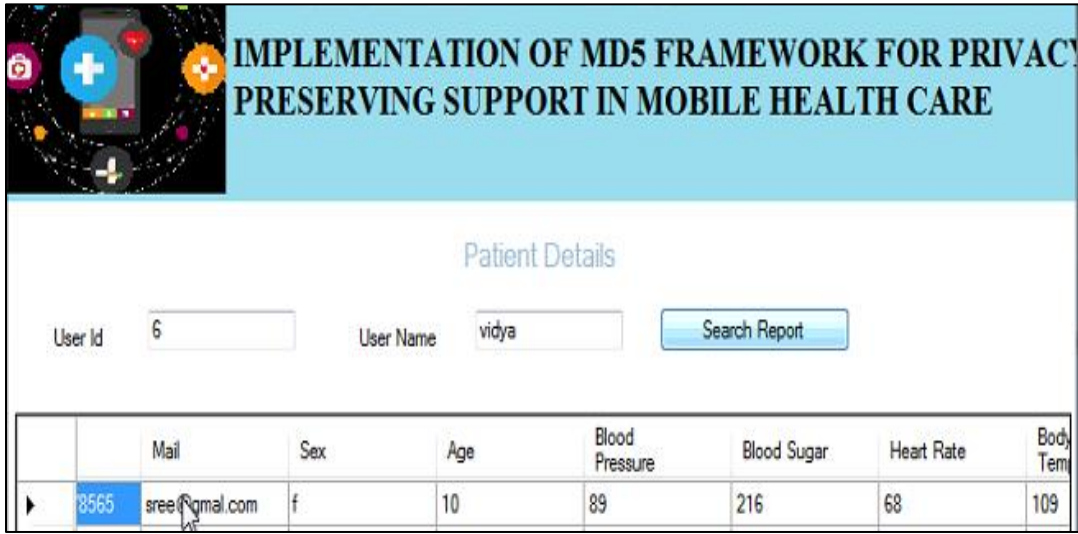 IMPLEMENTATION OF MD5 FRAMEWORK FOR PRIVACY
PRESERVING SUPPORT IN MOBILE HEALTH CARE
Patient Details
User Id 6 User Name vidya Search Report
Mail Sex Age Blood Pressure Blood Sugar Heart Rate Body
8565 f 10 89 216 68 109